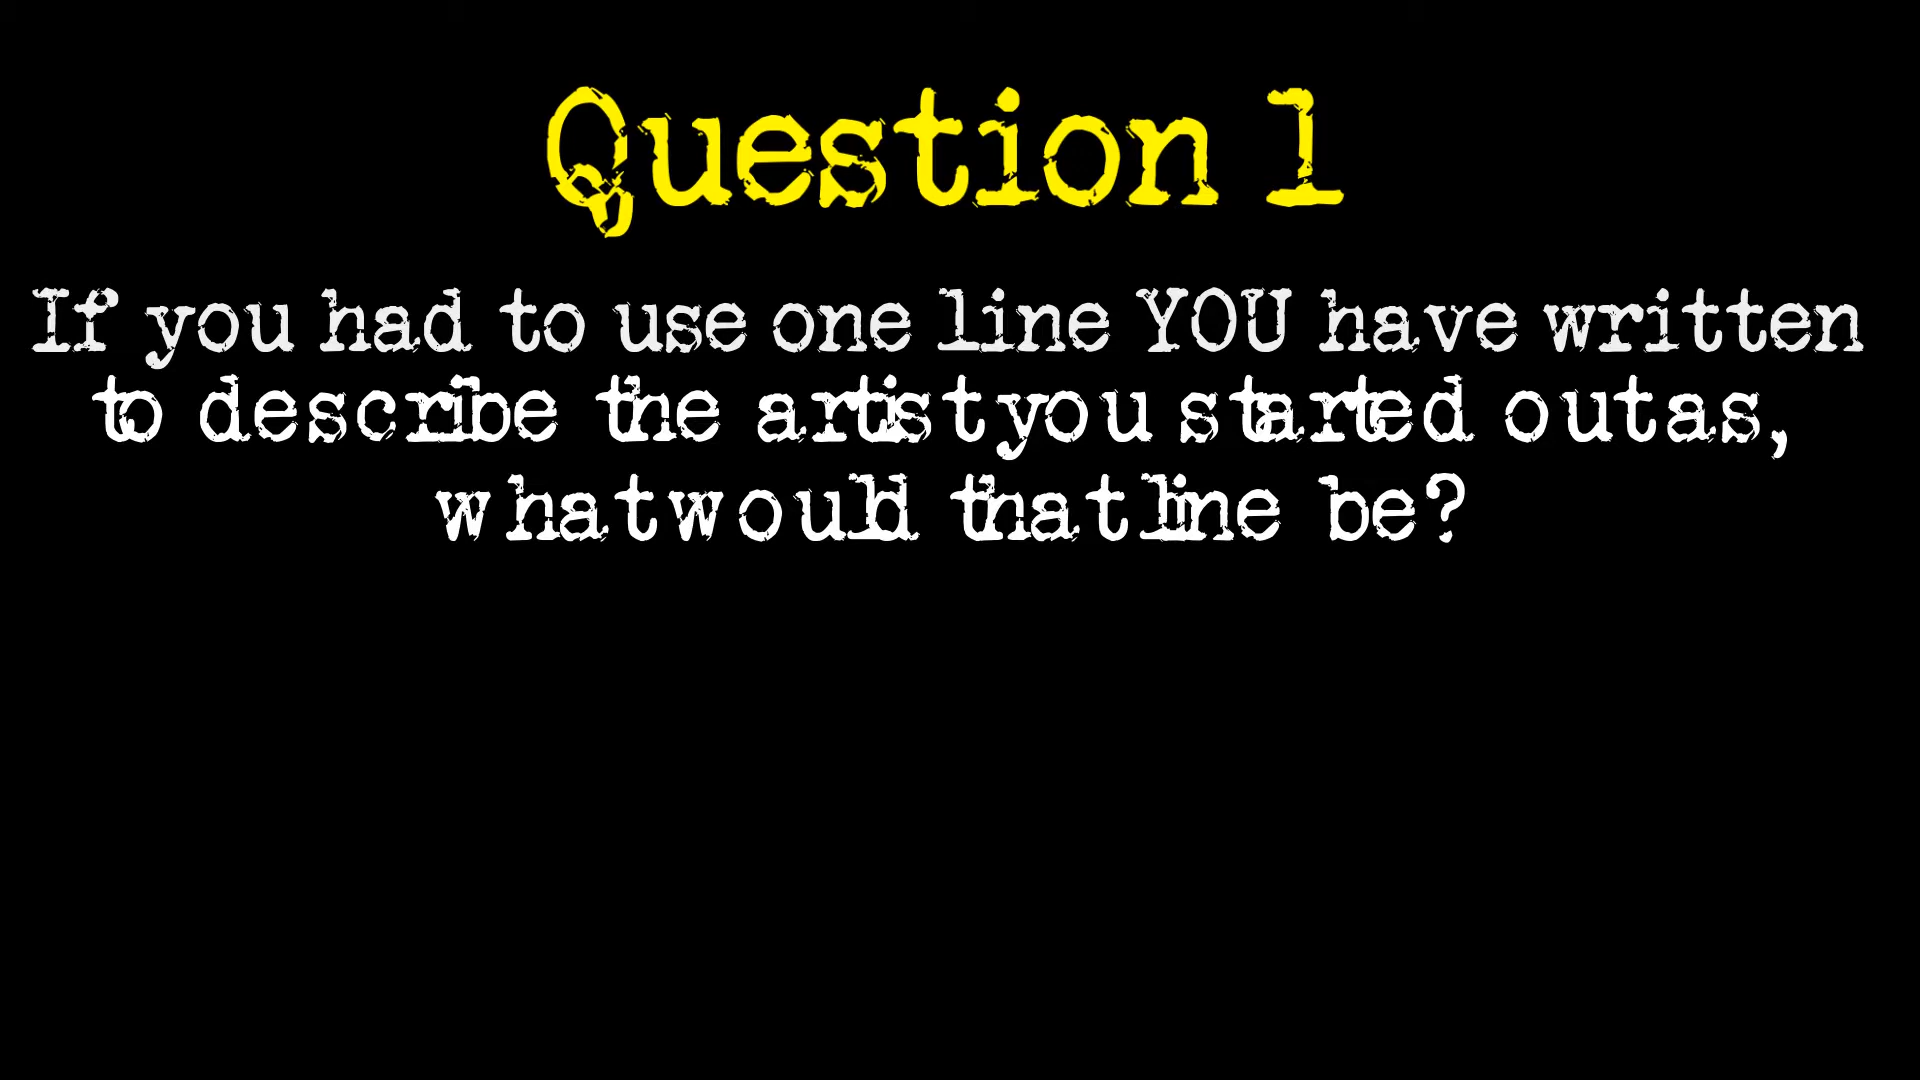 Question 1
If you had to use one line YOU have written
to describe the artist you started out as,
what would that line be?